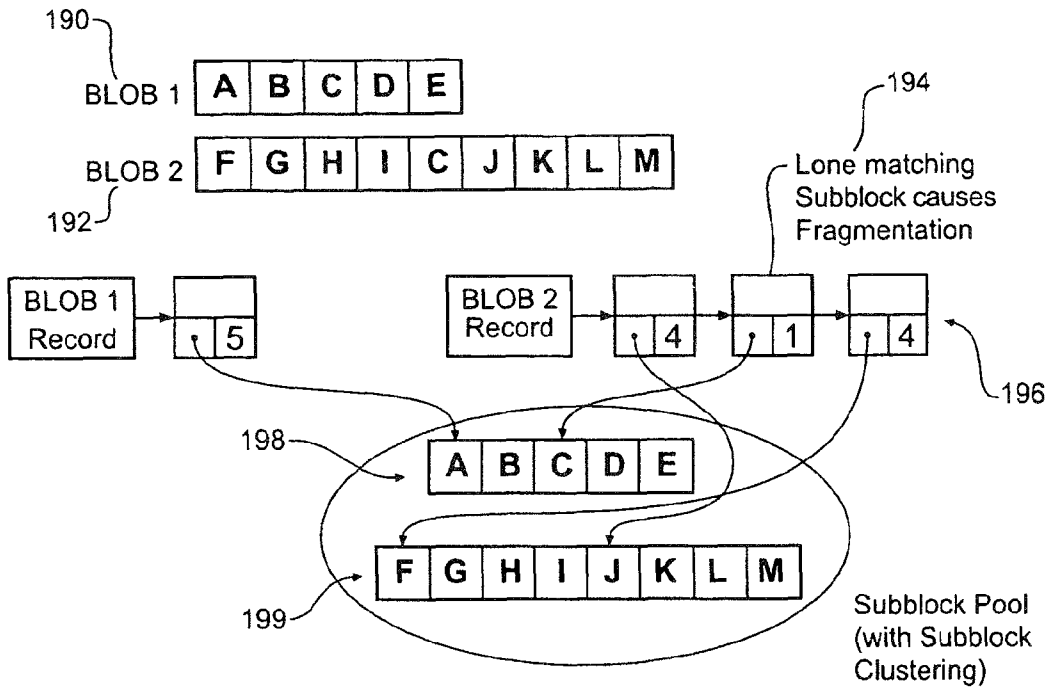 190
BLOB 1 A B C D E
194
BLOB 2 F G H I C J K L M
192
Lone matching
Subblock causes
Fragmentation
BLOB 1
Record
5
BLOB 2
Record
4
1
4
196
198
A B C D E
F G H I J K L M
199
Subblock Pool
(with Subblock
Clustering)